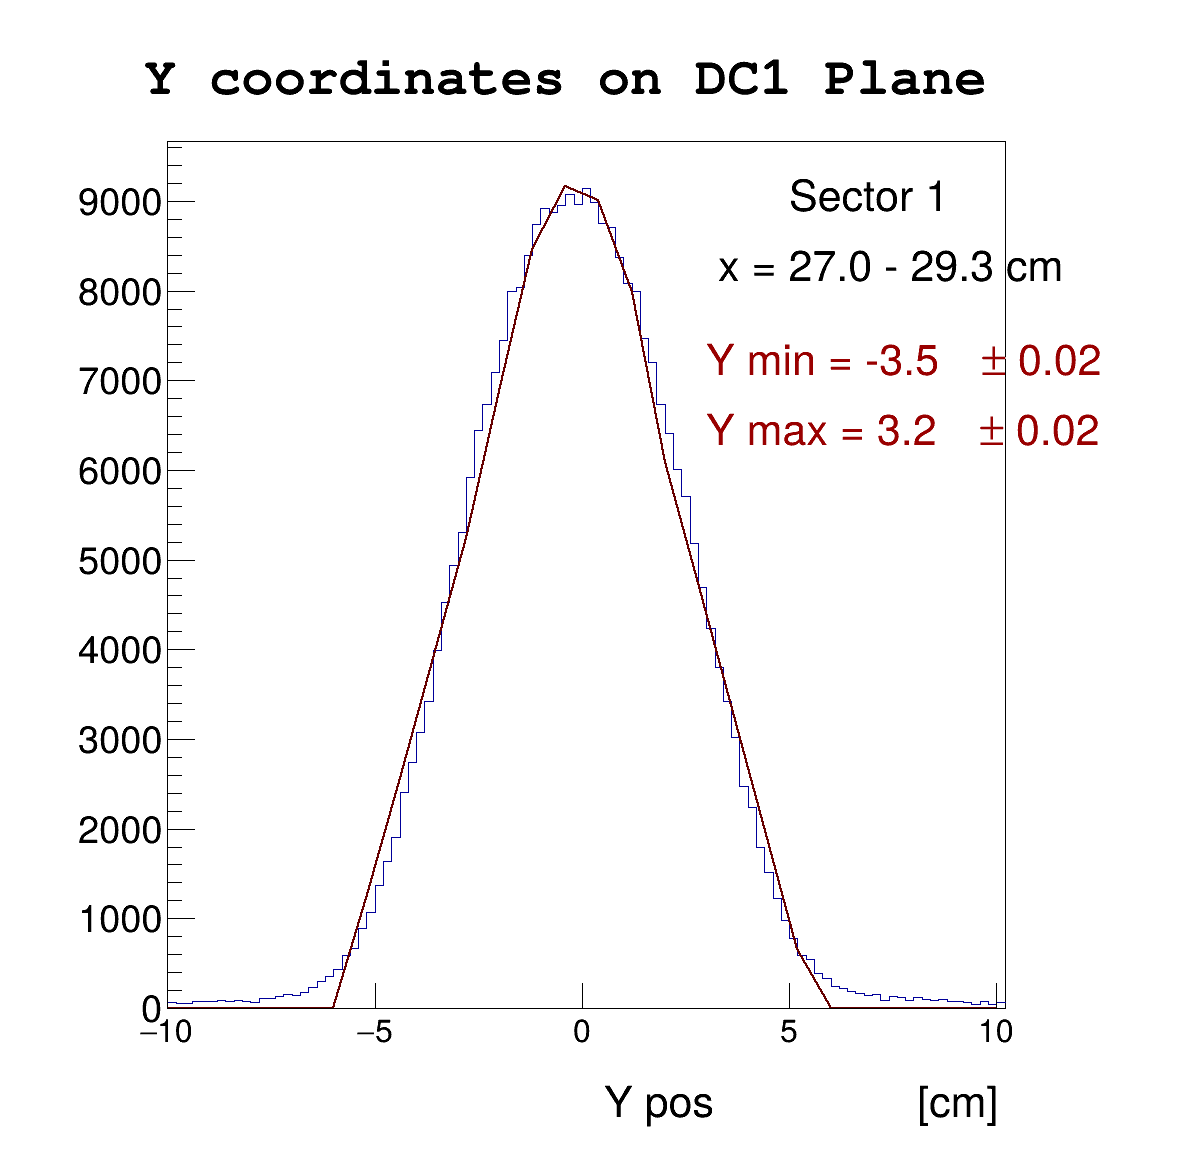 Y coordinates on DC1 Plane
Sector 1
x = 27.0 - 29.3 cm
Y min = -3.5 ± 0.02
Y max = 3.2 ± 0.02
9000
8000
7000
6000
5000
4000
3000
2000
1000
0
−10 −5 0 5 10
Y pos [cm]